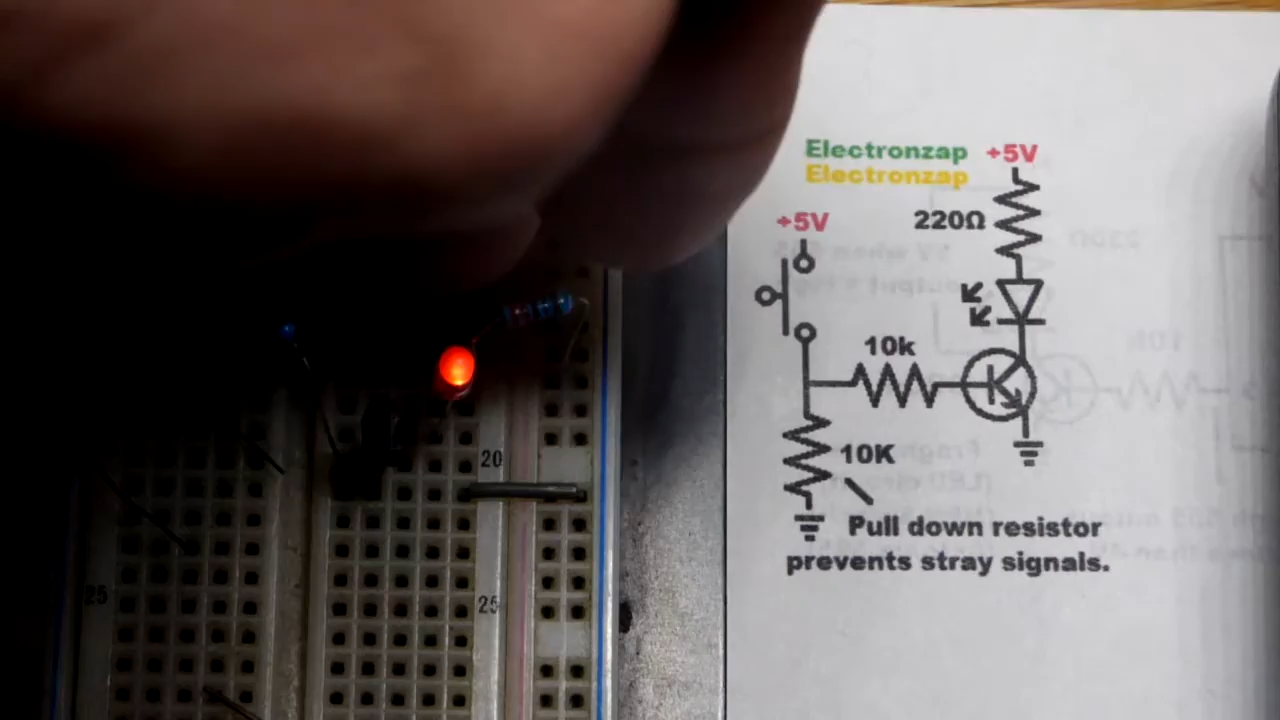 Electronzap +5V
Electronzap
+5V
220Ω
10k
10K
Pull down resistor
prevents stray signals.
20
25
25